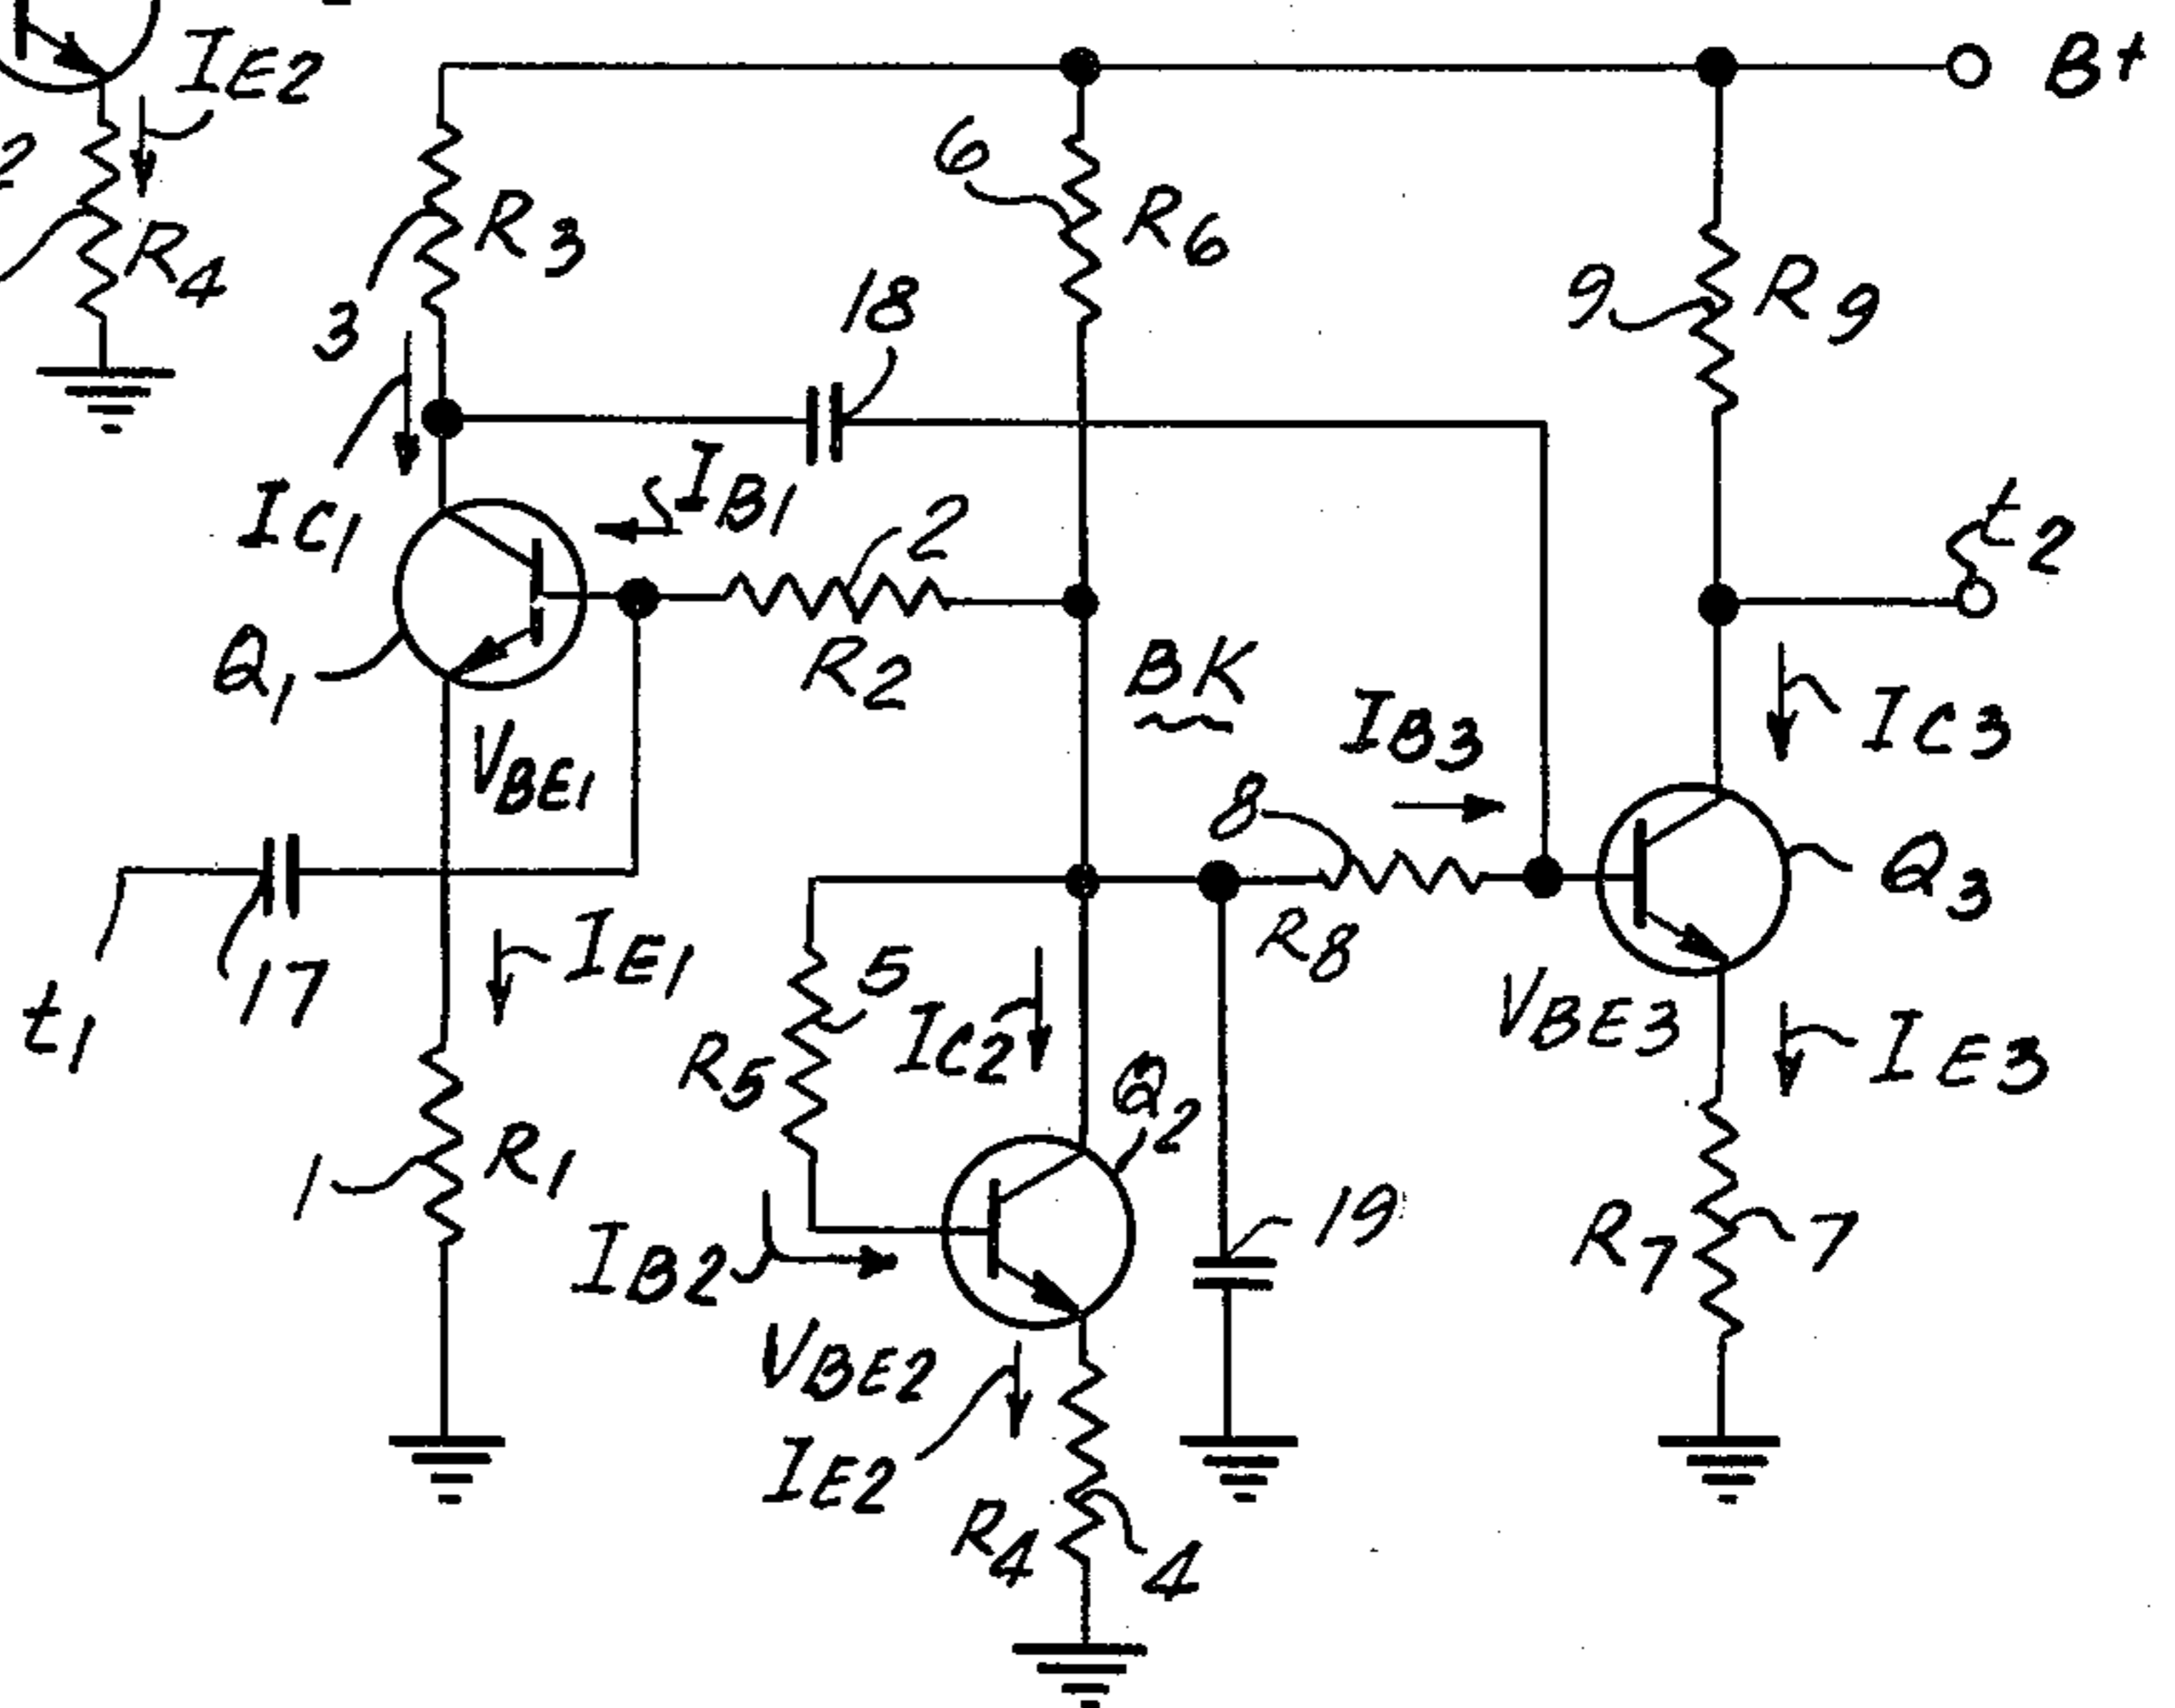 IE2
B+
2
R4
3
R3
6
R6
18
9
R9
IC1
IB1
2
R2
t2
Q1
BK
IB3
IC3
VBE1
8
Q3
t1
17
IE1
5
R5
IC2
R8
VBE3
IE3
Q2
1
R1
IB2
19
R7
7
VBE2
IE2
R4
4